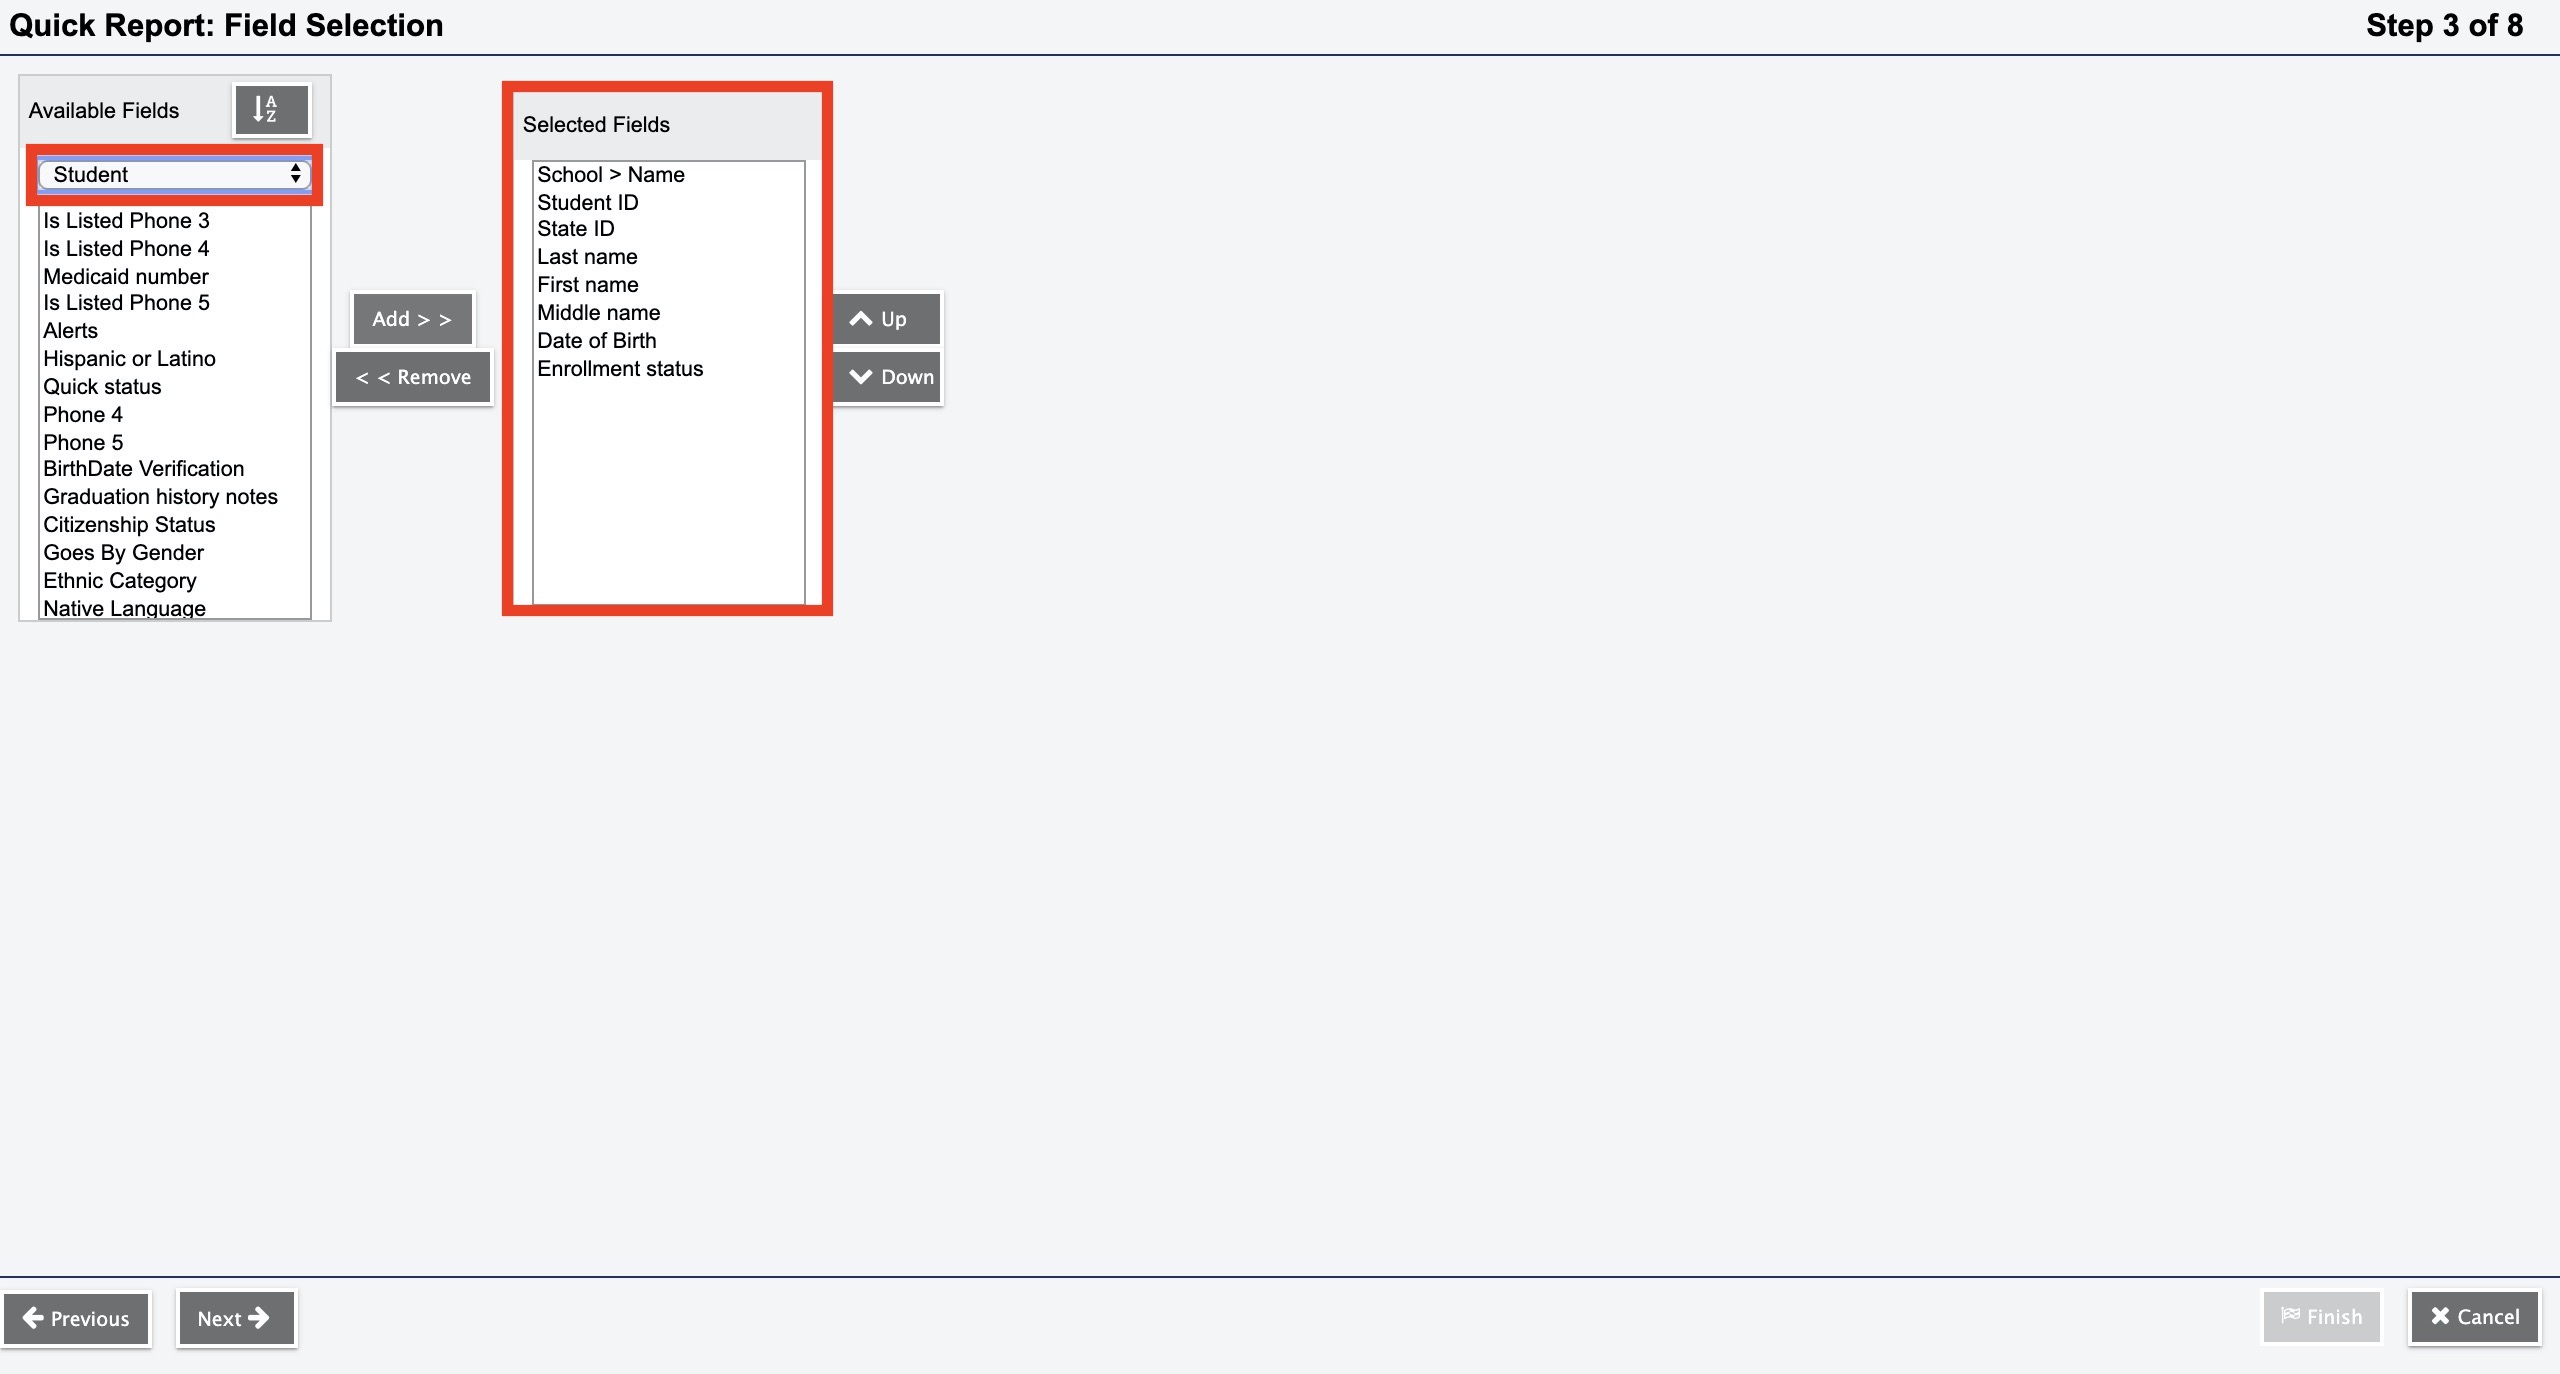 Quick Report: Field Selection
Step 3 of 8
Available Fields
A
Z
Student
Is Listed Phone 3
Is Listed Phone 4
Medicaid number
Is Listed Phone 5
Alerts
Hispanic or Latino
Quick status
Phone 4
Phone 5
BirthDate Verification
Graduation history notes
Citizenship Status
Goes By Gender
Ethnic Category
Native Language
Add > >
< < Remove
Selected Fields
School > Name
Student ID
State ID
Last name
First name
Middle name
Date of Birth
Enrollment status
Up
Down
Previous
Next
Finish
Cancel